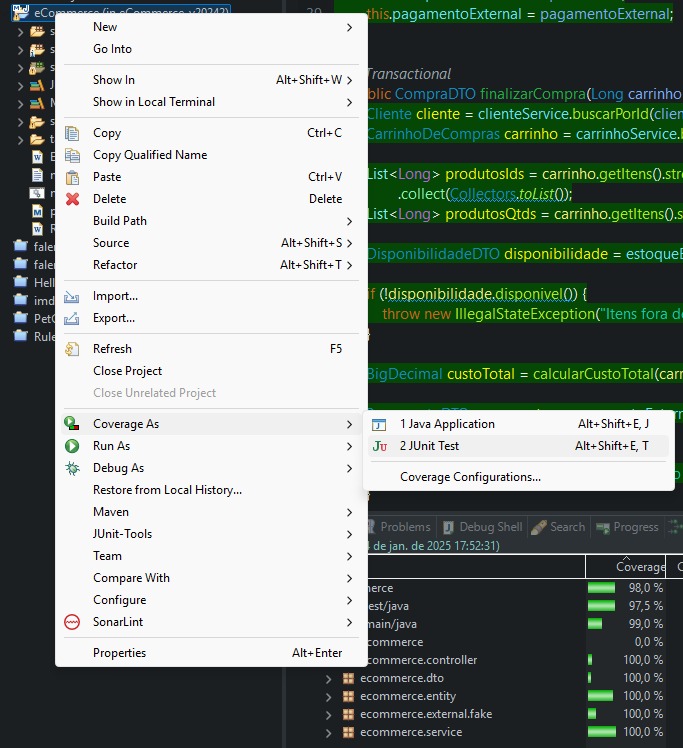 eCommerce (in eCommerce-v20242)
this.pagamentoExternal = pagamentoExternal;
New
Go Into
Show In Alt+Shift+W
Show in Local Terminal
Transactional
CompraDTO finalizarCompra(Long carrinho
Cliente cliente = clienteService.buscarPorId(clien
CarrinhoDeCompras carrinho = carrinhoService.b
Copy Ctrl+C
Copy Qualified Name
Paste Ctrl+V
Delete Delete
Build Path
Source Alt+Shift+S
Refactor Alt+Shift+T
List<Long> produtosIds = carrinho.getItens().stre
.collect(Collectors.toList());
List<Long> produtosQtds = carrinho.getItens().s
DisponibilidadeDTO disponibilidade = estoqueE
Import...
Export...
if (!disponibilidade.disponivel()) {
throw new IllegalStateException("Itens fora de
}
Refresh F5
Close Project
Close Unrelated Project
BigDecimal custoTotal = calcularCustoTotal(carr
Coverage As
Run As
Debug As
Restore from Local History...
Maven
JUnit-Tools
Team
Compare With
Configure
SonarLint
Properties Alt+Enter
1 Java Application Alt+Shift+E, J
2 JUnit Test Alt+Shift+E, T
Coverage Configurations...
}
Problems Debug Shell Search Progress
4 de jan. de 2025 17:52:31)
Coverage
merce 98,0 %
est/java 97,5 %
main/java 99,0 %
commerce 0,0 %
ecommerce.controller 100,0 %
ecommerce.dto 100,0 %
ecommerce.entity 100,0 %
ecommerce.external.fake 100,0 %
ecommerce.service 100,0 %
faler
faler
Hell
imd
PetC
Rule